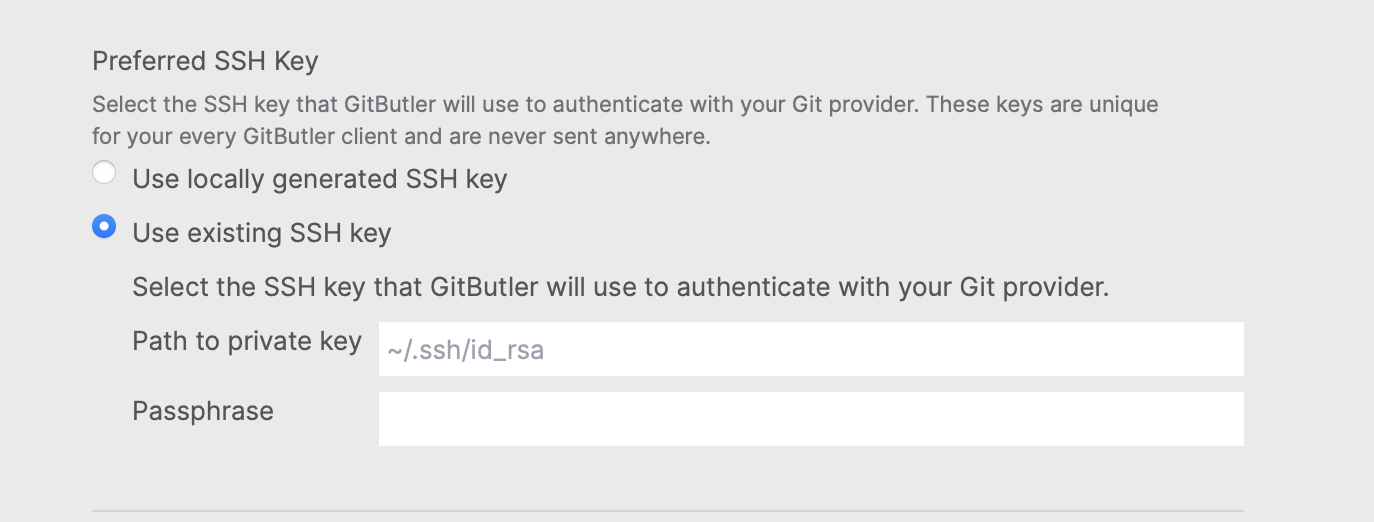 Preferred SSH Key
Select the SSH key that GitButler will use to authenticate with your Git provider. These keys are unique
for your every GitButler client and are never sent anywhere.
Use locally generated SSH key
Use existing SSH key
Select the SSH key that GitButler will use to authenticate with your Git provider.
Path to private key ~/.ssh/id_rsa
Passphrase